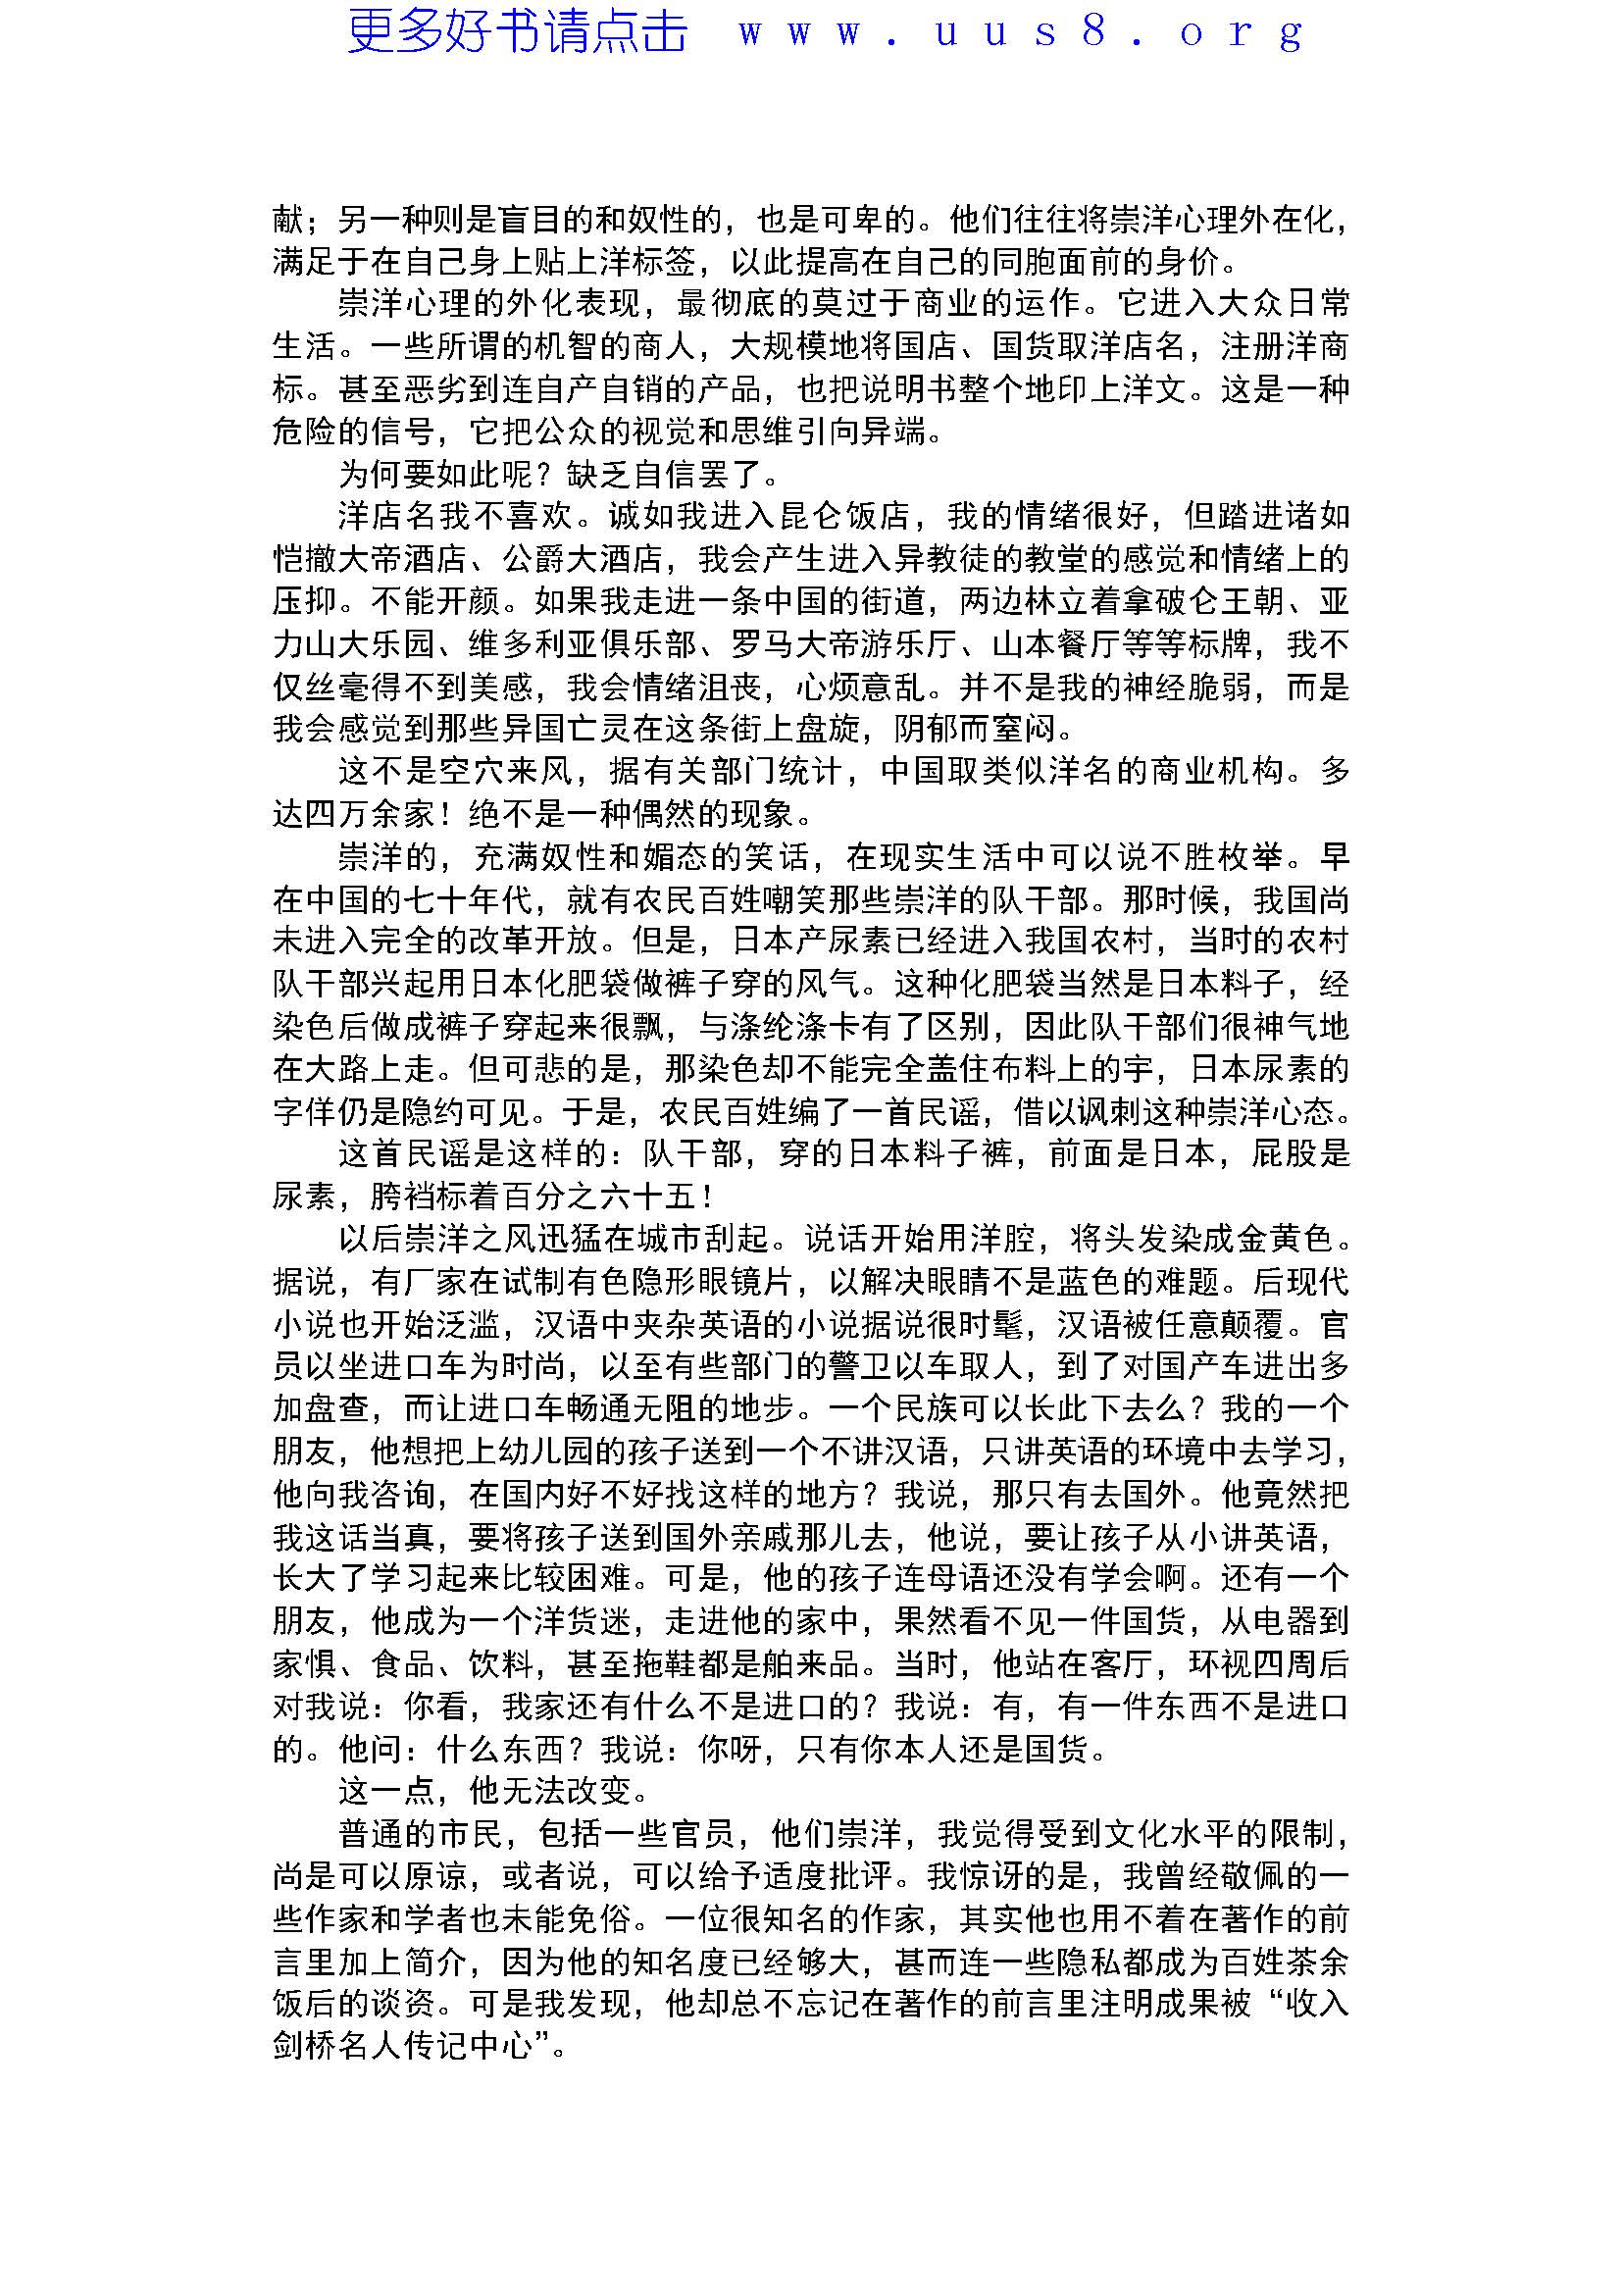 更多好书请点击 www.uus8.org
献；另一种则是盲目的和奴性的，也是可卑的。他们往往将崇洋心理外在化，
满足于在自己身上贴上洋标签，以此提高在自己的同胞面前的身价。
崇洋心理的外化表现，最彻底的莫过于商业的运作。它进入大众日常
生活。一些所谓的机智的商人，大规模地将国店、国货取洋店名，注册洋商
标。甚至恶劣到连自产自销的产品，也把说明书整个地印上洋文。这是一种
危险的信号，它把公众的视觉和思维引向异端。
为何要如此呢？缺乏自信罢了。
洋店名我不喜欢。诚如我进入昆仑饭店，我的情绪很好，但踏进诸如
恺撤大帝酒店、公爵大酒店，我会产生进入异教徒的教堂的感觉和情绪上的
压抑。不能开颜。如果我走进一条中国的街道，两边林立着拿破仑王朝、亚
力山大乐园、维多利亚俱乐部、罗马大帝游乐厅、山本餐厅等等标牌，我不
仅丝毫得不到美感，我会情绪沮丧，心烦意乱。并不是我的神经脆弱，而是
我会感觉到那些异国亡灵在这条街上盘旋，阴郁而窒闷。
这不是空穴来风，据有关部门统计，中国取类似洋名的商业机构。多
达四万余家！绝不是一种偶然的现象。
崇洋的，充满奴性和媚态的笑话，在现实生活中可以说不胜枚举。早
在中国的七十年代，就有农民百姓嘲笑那些崇洋的队干部。那时候，我国尚
未进入完全的改革开放。但是，日本产尿素已经进入我国农村，当时的农村
队干部兴起用日本化肥袋做裤子穿的风气。这种化肥袋当然是日本料子，经
染色后做成裤子穿起来很飘，与涤纶涤卡有了区别，因此队干部们很神气地
在大路上走。但可悲的是，那染色却不能完全盖住布料上的宇，日本尿素的
字佯仍是隐约可见。于是，农民百姓编了一首民谣，借以讽刺这种崇洋心态。
这首民谣是这样的：队干部，穿的日本料子裤，前面是日本，屁股是
尿素，胯裆标着百分之六十五！
以后崇洋之风迅猛在城市刮起。说话开始用洋腔，将头发染成金黄色。
据说，有厂家在试制有色隐形眼镜片，以解决眼睛不是蓝色的难题。后现代
小说也开始泛滥，汉语中夹杂英语的小说据说很时髦，汉语被任意颠覆。官
员以坐进口车为时尚，以至有些部门的警卫以车取人，到了对国产车进出多
加盘查，而让进口车畅通无阻的地步。一个民族可以长此下去么？我的一个
朋友，他想把上幼儿园的孩子送到一个不讲汉语，只讲英语的环境中去学习，
他向我咨询，在国内好不好找这样的地方？我说，那只有去国外。他竟然把
我这话当真，要将孩子送到国外亲戚那儿去，他说，要让孩子从小讲英语，
长大了学习起来比较困难。可是，他的孩子连母语还没有学会啊。还有一个
朋友，他成为一个洋货迷，走进他的家中，果然看不见一件国货，从电器到
家惧、食品、饮料，甚至拖鞋都是舶来品。当时，他站在客厅，环视四周后
对我说：你看，我家还有什么不是进口的？我说：有，有一件东西不是进口
的。他问：什么东西？我说：你呀，只有你本人还是国货。
这一点，他无法改变。
普通的市民，包括一些官员，他们崇洋，我觉得受到文化水平的限制，
尚是可以原谅，或者说，可以给予适度批评。我惊讶的是，我曾经敬佩的一
些作家和学者也未能免俗。一位很知名的作家，其实他也用不着在著作的前
言里加上简介，因为他的知名度已经够大，甚而连一些隐私都成为百姓茶余
饭后的谈资。可是我发现，他却总不忘记在著作的前言里注明成果被“收入
剑桥名人传记中心”。